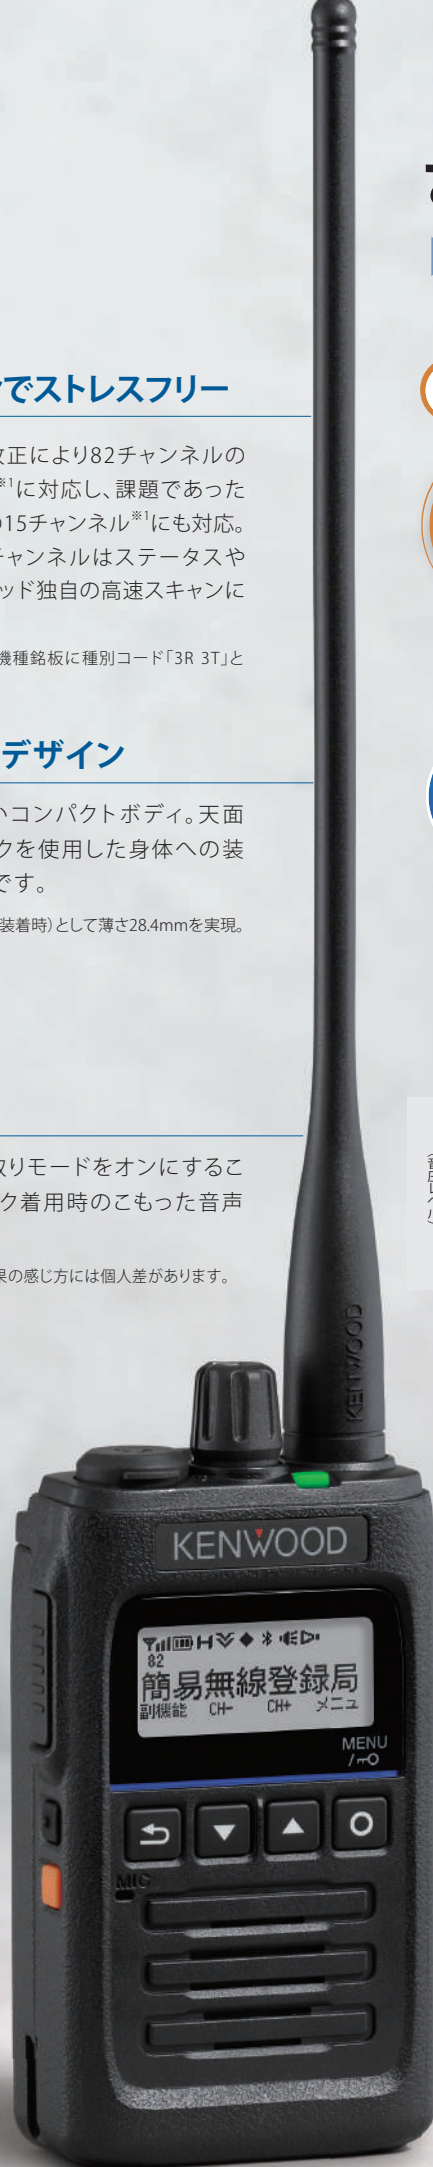 でストレスフリー
改正により82チャンネルの
※1に対応し、課題であった
15チャンネル※1にも対応。
チャンネルはステータスや
ッド独自の高速スキャンに
機種銘板に種別コード「3R 3T」と
デザイン
いコンパクトボディ。天面
クを使用した身体への装
です。
装着時)として薄さ28.4mmを実現。
取りモードをオンにするこ
ク着用時のこもった音声
果の感じ方には個人差があります。
(音圧レベル)
KENWOOD
KENWOOD
82
簡易無線登録局
副機能 CH- CH+ メニュ
MENU
MIC